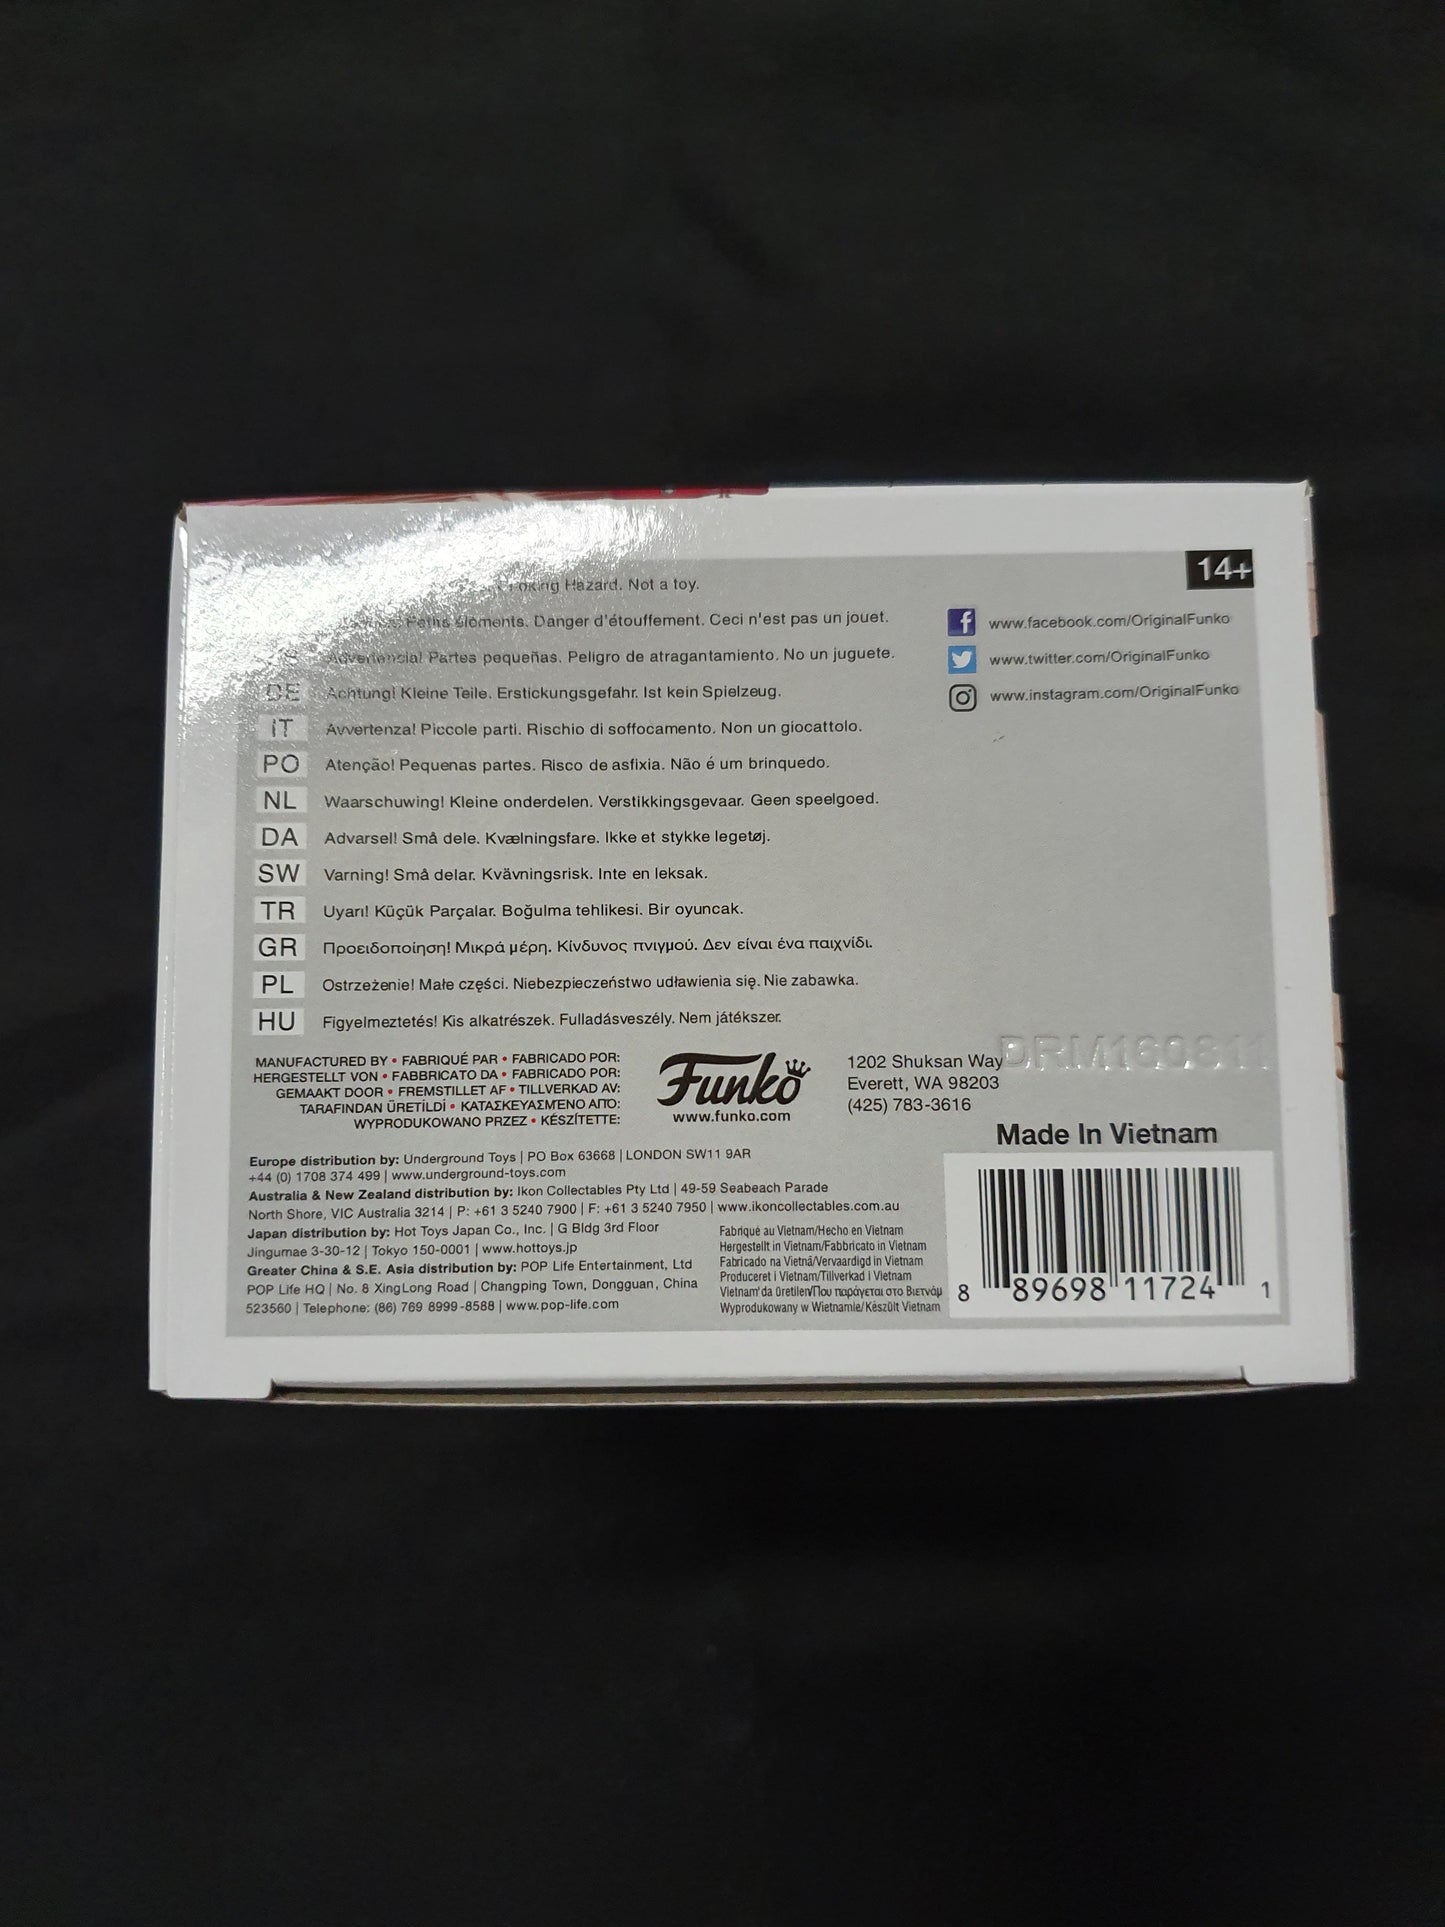 Hazard. Not a toy.
14+
éléments. Danger d'étouffement. Ceci n'est pas un jouet.
www.facebook.com/OriginalFunko
Advertencia! Partes pequeñas. Peligro de atragantamiento. No un juguete.
www.twitter.com/OriginalFunko
DE Achtung! Kleine Teile. Erstickungsgefahr. Ist kein Spielzeug.
www.instagram.com/OriginalFunko
IT Avvertenza! Piccole parti. Rischio di soffocamento. Non un giocattolo.
PO Atenção! Pequenas partes. Risco de asfixia. Não é um brinquedo.
NL Waarschuwing! Kleine onderdelen. Verstikkingsgevaar. Geen speelgoed.
DA Advarsel! Små dele. Kvælningsfare. Ikke et stykke legetøj.
SW Varning! Små delar. Kvävningsrisk. Inte en leksak.
TR Uyarı! Küçük Parçalar. Boğulma tehlikesi. Bir oyuncak.
GR Προειδοποίηση! Μικρά μέρη. Κίνδυνος πνιγμού. Δεν είναι ένα παιχνίδι.
PL Ostrzeżenie! Małe części. Niebezpieczeństwo udławienia się. Nie zabawka.
HU Figyelmeztetés! Kis alkatrészek. Fulladásveszély. Nem játékszer.
MANUFACTURED BY • FABRIQUÉ PAR • FABRICADO POR:
HERGESTELLT VON • FABBRICATO DA • FABRICADO POR:
GEMAAKT DOOR • FREMSTILLET AF • TILLVERKAD AV:
TARAFINDAN ÜRETİLDİ • ΚΑΤΑΣΚΕΥΑΣΜΈΝΟ ΑΠΌ:
WYPRODUKOWANO PRZEZ • KÉSZÍTETTE:
Funko
www.funko.com
1202 Shuksan Way
Everett, WA 98203
(425) 783-3616
Made In Vietnam
Europe distribution by: Underground Toys | PO Box 63668 | LONDON SW11 9AR
+44 (0) 1708 374 499 | www.underground-toys.com
Australia & New Zealand distribution by: Ikon Collectables Pty Ltd | 49-59 Seabeach Parade
North Shore, VIC Australia 3214 | P: +61 3 5240 7900 | F: +61 3 5240 7950 | www.ikoncollectables.com.au
Japan distribution by: Hot Toys Japan Co., Inc. | G Bldg 3rd Floor
Jingumae 3-30-12 | Tokyo 150-0001 | www.hottoys.jp
Greater China & S.E. Asia distribution by: POP Life Entertainment, Ltd
POP Life HQ | No. 8 XingLong Road | Changping Town, Dongguan, China
523560 | Telephone: (86) 769 8999-8588 | www.pop-life.com
Fabriqué au Vietnam/Hecho en Vietnam
Hergestellt in Vietnam/Fabbricato in Vietnam
Fabricado na Vietnã/Vervaardigd in Vietnam
Produceret i Vietnam/Tillverkad i Vietnam
Vietnam'da üretilen/Που παράγεται στο Βιετνάμ
Wyprodukowany w Wietnamie/Készült Vietnam
8 89698 11724 1